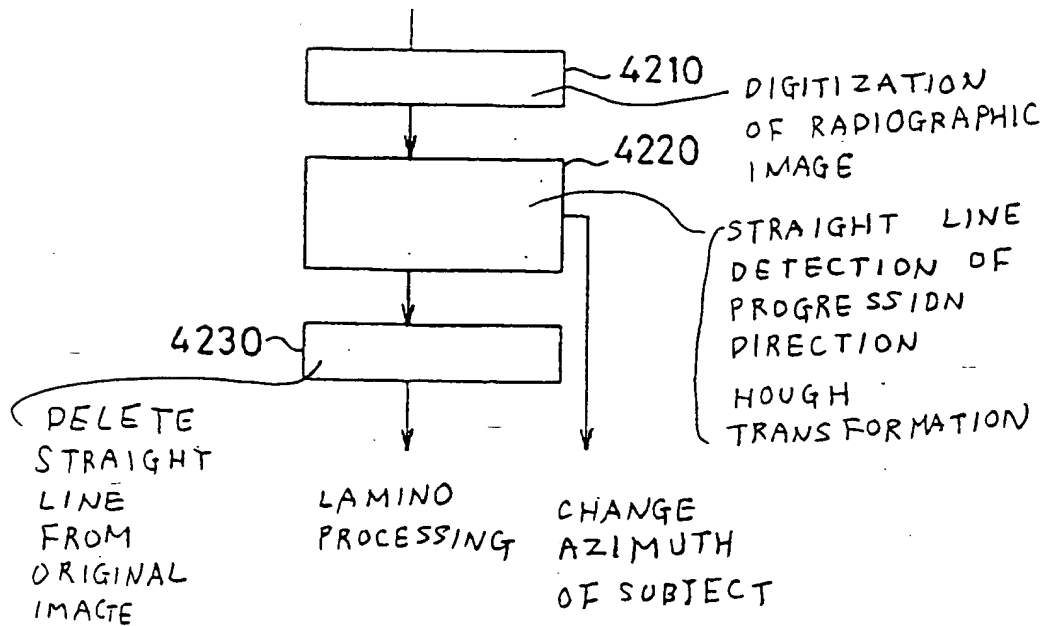 4210
DIGITIZATION
OF RADIOGRAPHIC
IMAGE
4220
STRAIGHT LINE
DETECTION OF
PROGRESSION
DIRECTION
HOUGH
TRANSFORMATION
4230
DELETE
STRAIGHT
LINE
FROM
ORIGINAL
IMAGE
LAMINO
PROCESSING
CHANGE
AZIMUTH
OF SUBJECT